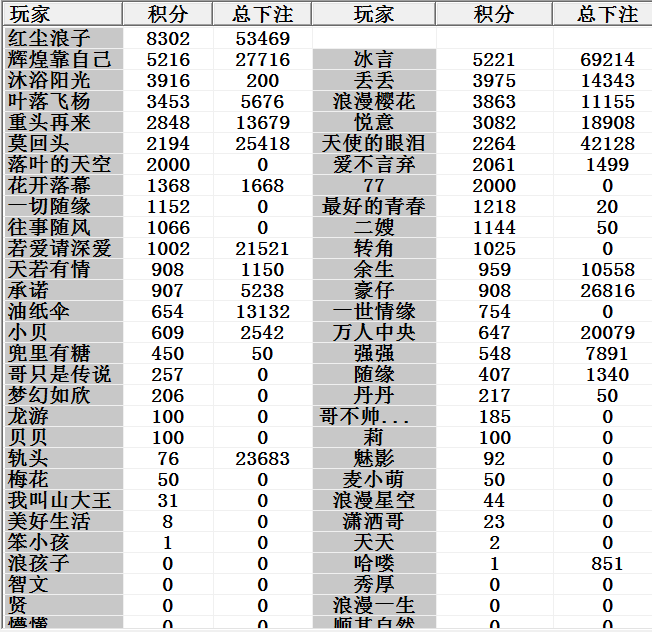 玩家 积分 总下注 玩家 积分 总下注
红尘浪子 8302 53469
辉煌靠自己 5216 27716 冰言 5221 69214
沐浴阳光 3916 200 丢丢 3975 14343
叶落飞杨 3453 5676 浪漫樱花 3863 11155
重头再来 2848 13679 悦意 3082 18908
莫回头 2194 25418 天使的眼泪 2264 42128
落叶的天空 2000 0 爱不言弃 2061 1499
花开落幕 1368 1668 77 2000 0
一切随缘 1152 0 最好的青春 1218 20
往事随风 1066 0 二嫂 1144 50
若爱请深爱 1002 21521 转角 1025 0
天若有情 908 1150 余生 959 10558
承诺 907 5238 豪仔 908 26816
油纸伞 654 13132 一世情缘 754 0
小贝 609 2542 万人中央 647 20079
兜里有糖 450 50 强强 548 7891
哥只是传说 257 0 随缘 407 1340
梦幻如欣 206 0 丹丹 217 50
龙游 100 0 哥不帅... 185 0
贝贝 100 0 莉 100 0
轨头 76 23683 魅影 92 0
梅花 50 0 麦小萌 50 0
我叫山大王 31 0 浪漫星空 44 0
美好生活 8 0 潇洒哥 23 0
笨小孩 1 0 天天 2 0
浪孩子 0 0 哈喽 1 851
智文 0 0 秀厚 0 0
贤 0 0 浪漫一生 0 0
懵懂 0 0 顺其自然 0 0